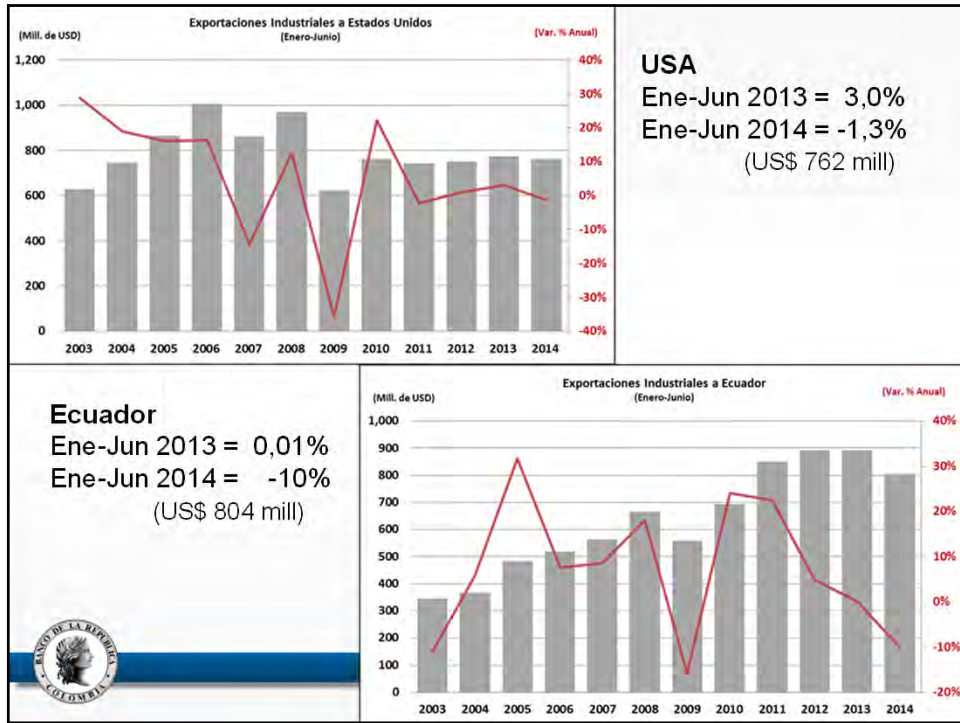 Exportaciones Industriales a Estados Unidos
(Mill. de USD) (Enero-Junio) (Var. % Anual)
1,200 40%
30%
1,000
20%
800
10%
600 0%
-10%
400
-20%
200
-30%
0 -40%
2003 2004 2005 2006 2007 2008 2009 2010 2011 2012 2013 2014
USA
Ene-Jun 2013 = 3,0%
Ene-Jun 2014 = -1,3%
(US$ 762 mill)
Ecuador
Ene-Jun 2013 = 0,01%
Ene-Jun 2014 = -10%
(US$ 804 mill)
BANCO DE LA REPUBLICA
COLOMBIA
Exportaciones Industriales a Ecuador
(Mill. de USD) (Enero-Junio) (Var. % Anual)
1,000 40%
900
800 30%
700
20%
600
500 10%
400
300 0%
200
-10%
100
0 -20%
2003 2004 2005 2006 2007 2008 2009 2010 2011 2012 2013 2014